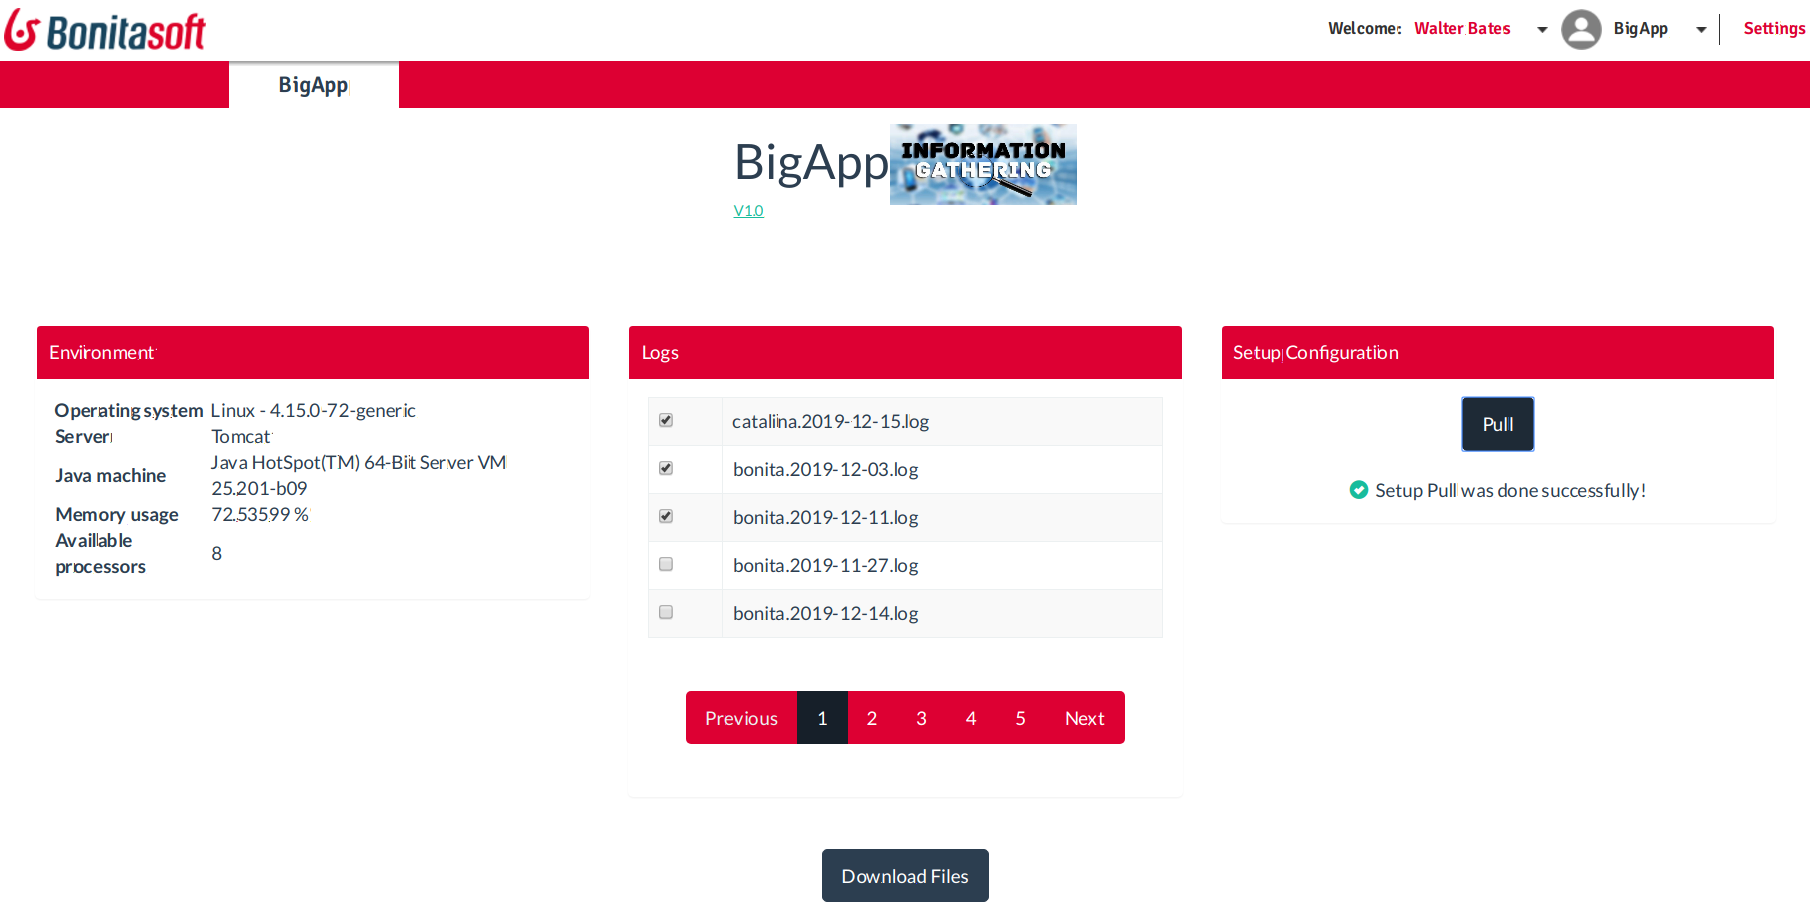 Bonitasoft
Welcome: Walter Bates BigApp Settings
BigApp
BigApp
INFORMATION
GATHERING
V1.0
Environment
Operating system Linux - 4.15.0-72-generic
Server Tomcat
Java machine Java HotSpot(TM) 64-Bit Server VM
25.201-b09
Memory usage 72.53599 %
Available
processors 8
Logs
catalina.2019-12-15.log
bonita.2019-12-03.log
bonita.2019-12-11.log
bonita.2019-11-27.log
bonita.2019-12-14.log
Previous 1 2 3 4 5 Next
Setup Configuration
Pull
Setup Pull was done successfully!
Download Files